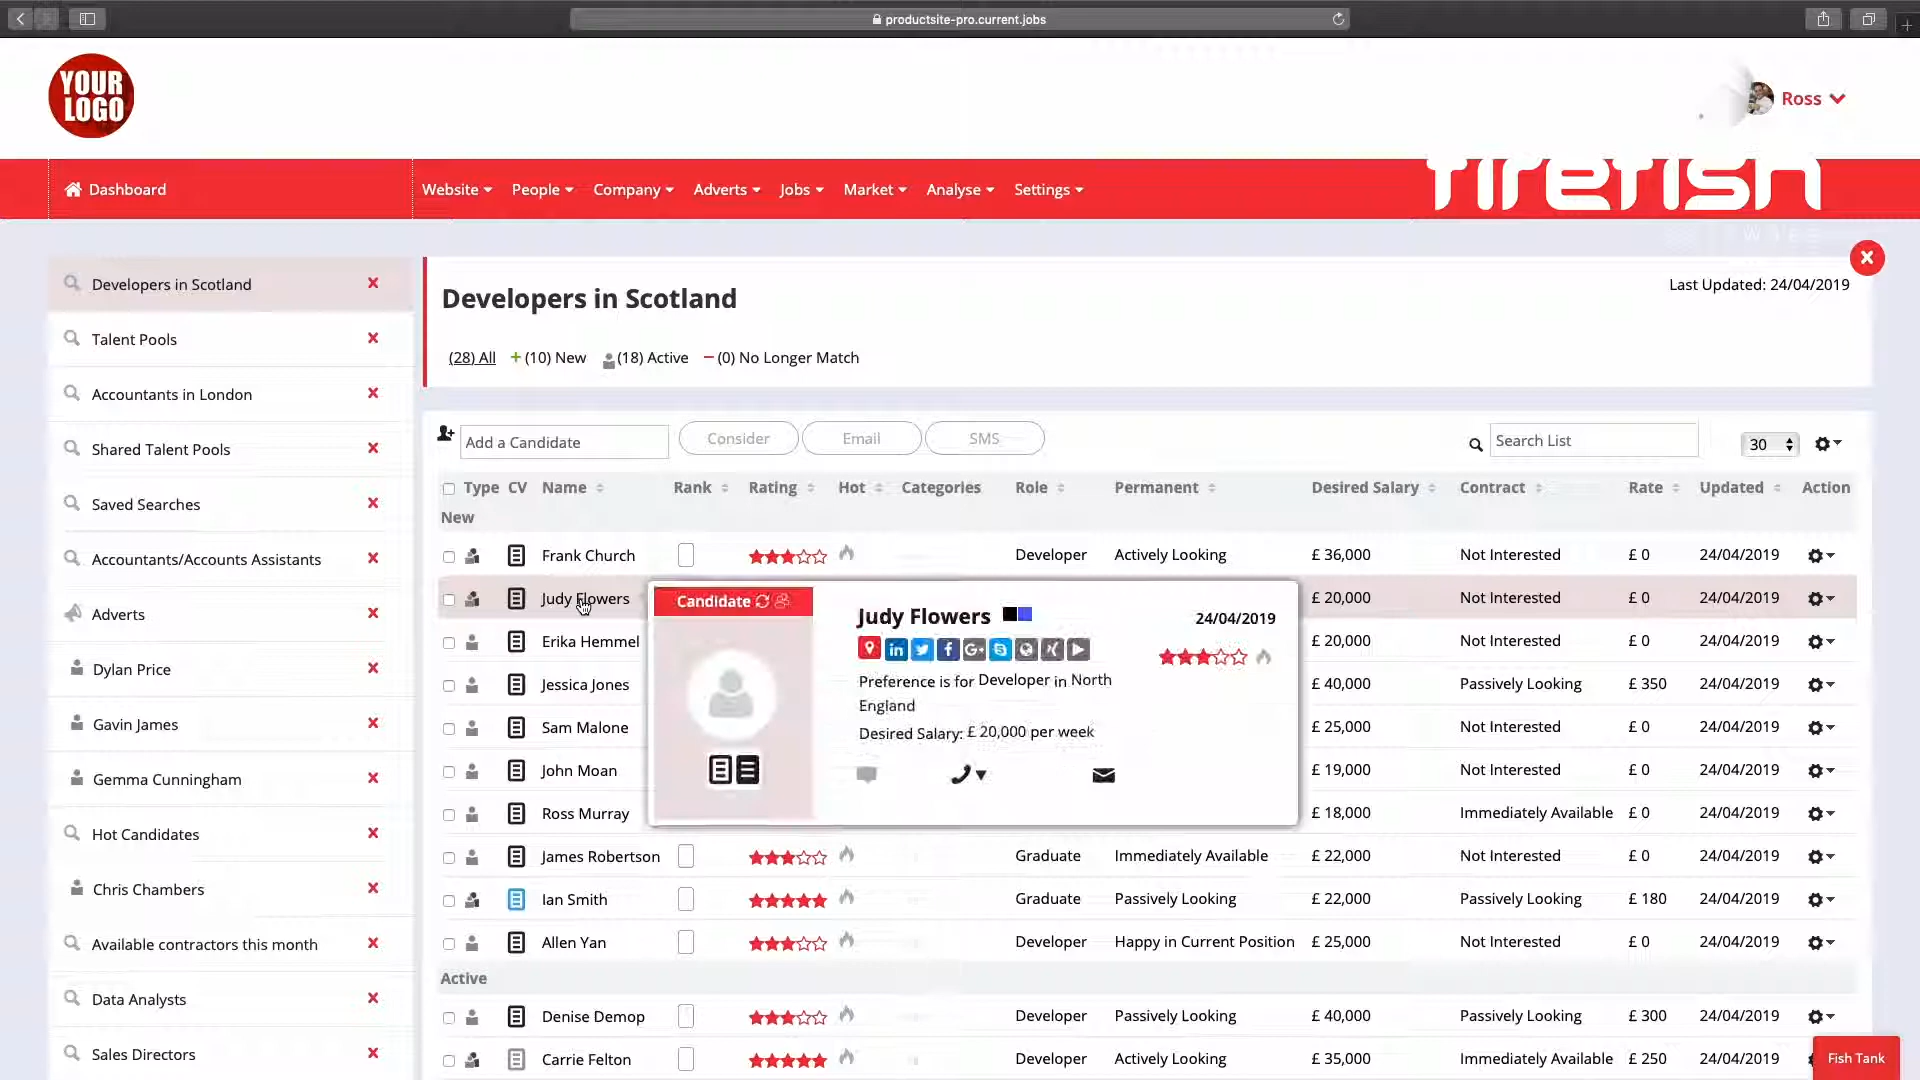 productsite-pro.current.jobs
YOUR
LOGO
Ross
Dashboard
Website People Company Adverts Jobs Market Analyse Settings
firefish
Developers in Scotland
Talent Pools
Accountants in London
Shared Talent Pools
Saved Searches
Accountants/Accounts Assistants
Adverts
Dylan Price
Gavin James
Gemma Cunningham
Hot Candidates
Chris Chambers
Available contractors this month
Data Analysts
Sales Directors
Developers in Scotland
Last Updated: 24/04/2019
(28) All + (10) New (18) Active − (0) No Longer Match
Add a Candidate Consider Email SMS Search List 30
Type CV Name Rank Rating Hot Categories Role Permanent Desired Salary Contract Rate Updated Action
New
Frank Church Developer Actively Looking £ 36,000 Not Interested £ 0 24/04/2019
Judy Flowers £ 20,000 Not Interested £ 0 24/04/2019
Erika Hemmel £ 20,000 Not Interested £ 0 24/04/2019
Jessica Jones £ 40,000 Passively Looking £ 350 24/04/2019
Sam Malone £ 25,000 Not Interested £ 0 24/04/2019
John Moan £ 19,000 Not Interested £ 0 24/04/2019
Ross Murray £ 18,000 Immediately Available £ 0 24/04/2019
Candidate
Judy Flowers 24/04/2019
Preference is for Developer in North
England
Desired Salary: £ 20,000 per week
James Robertson Graduate Immediately Available £ 22,000 Not Interested £ 0 24/04/2019
Ian Smith Graduate Passively Looking £ 22,000 Passively Looking £ 180 24/04/2019
Allen Yan Developer Happy in Current Position £ 25,000 Not Interested £ 0 24/04/2019
Active
Denise Demop Developer Passively Looking £ 40,000 Passively Looking £ 300 24/04/2019
Carrie Felton Developer Actively Looking £ 35,000 Immediately Available £ 250 24/04/2019
Fish Tank